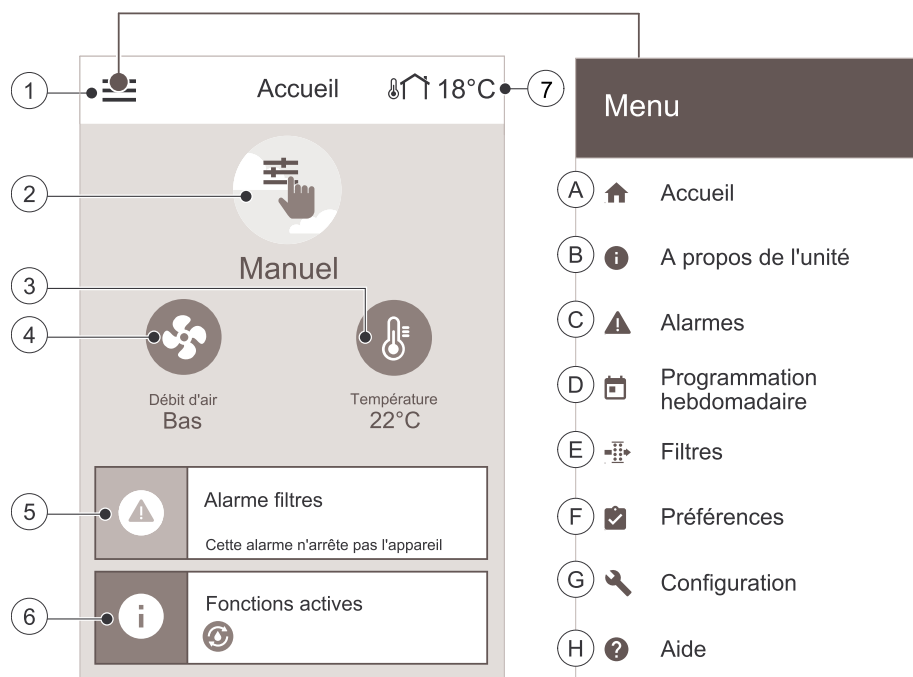 1
Accueil
18°C
7
Menu
2
Manuel
3
4
Débit d'air
Bas
Température
22°C
5
Alarme filtres
Cette alarme n'arrête pas l'appareil
6
Fonctions actives
A
Accueil
B
A propos de l'unité
C
Alarmes
D
Programmation
hebdomadaire
E
Filtres
F
Préférences
G
Configuration
H
Aide